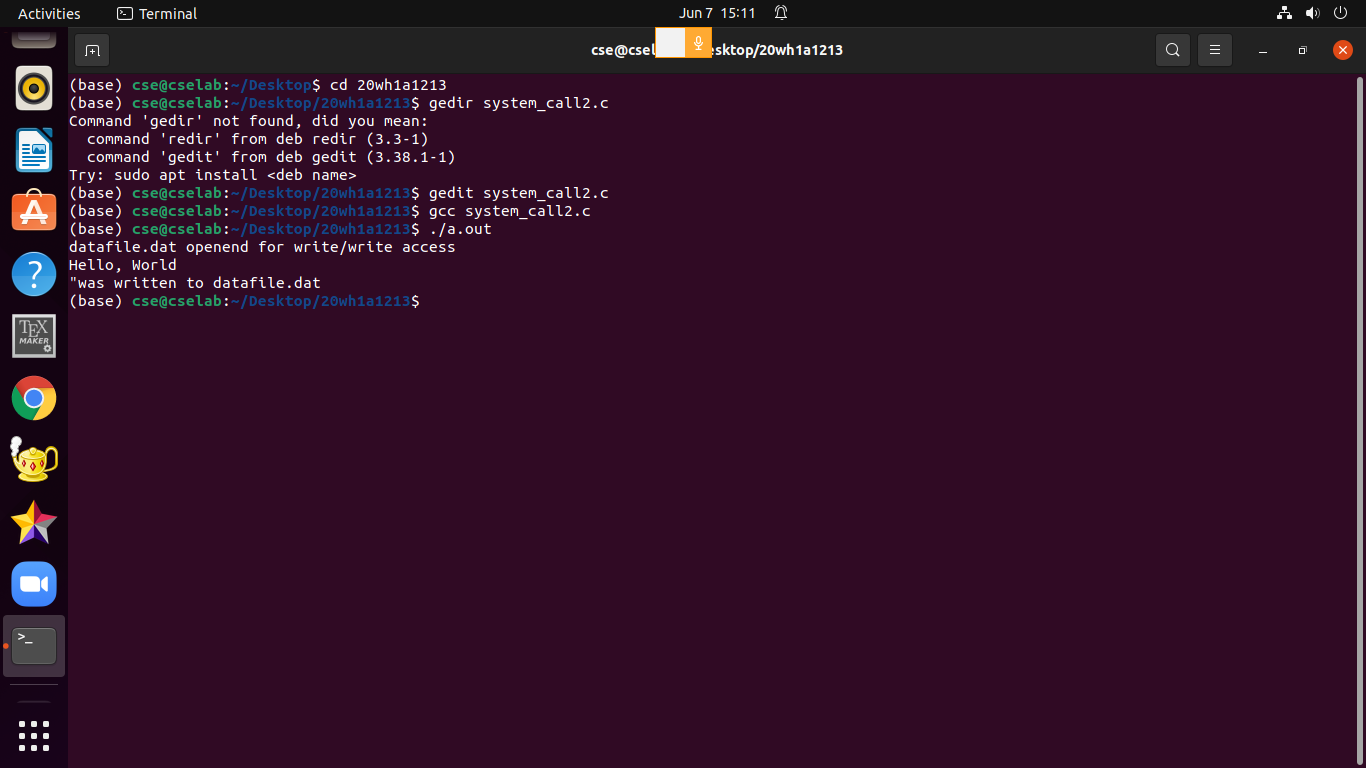 Activities
Terminal
Jun 7 15:11
cse@csel
esktop/20wh1a1213
(base) cse@cselab:~/Desktop$ cd 20wh1a1213
(base) cse@cselab:~/Desktop/20wh1a1213$ gedir system_call2.c
Command 'gedir' not found, did you mean:
  command 'redir' from deb redir (3.3-1)
  command 'gedit' from deb gedit (3.38.1-1)
Try: sudo apt install <deb name>
(base) cse@cselab:~/Desktop/20wh1a1213$ gedit system_call2.c
(base) cse@cselab:~/Desktop/20wh1a1213$ gcc system_call2.c
(base) cse@cselab:~/Desktop/20wh1a1213$ ./a.out
datafile.dat openend for write/write access
Hello, World
"was written to datafile.dat
(base) cse@cselab:~/Desktop/20wh1a1213$
?
TEX
MAKER
>_